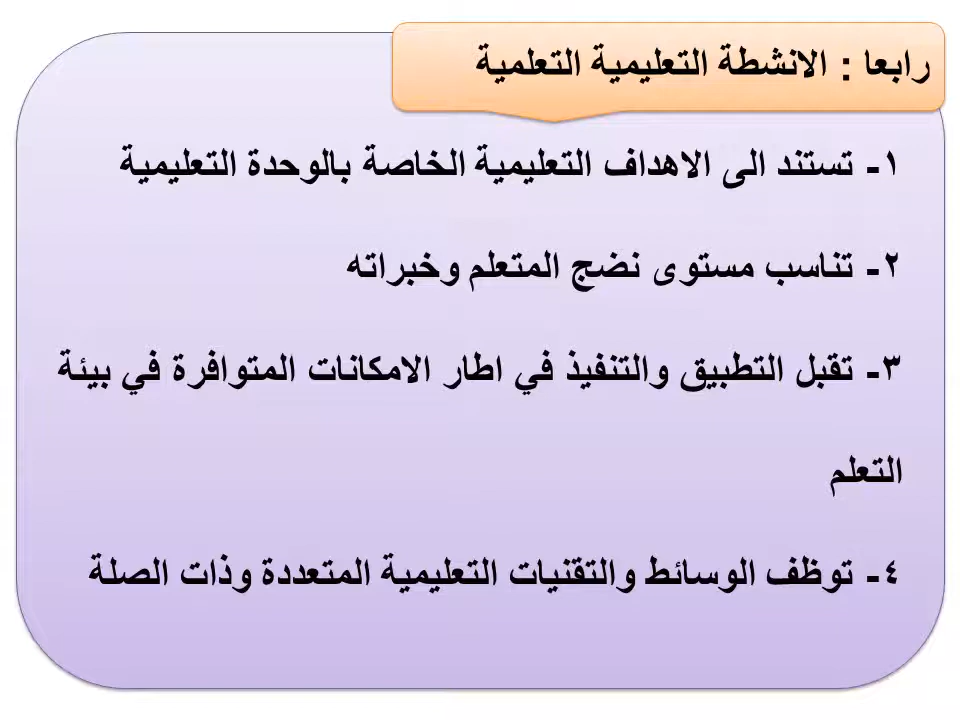 رابعا : الانشطة التعليمية التعلمية
١- تستند الى الاهداف التعليمية الخاصة بالوحدة التعليمية
٢- تناسب مستوى نضج المتعلم وخبراته
٣- تقبل التطبيق والتنفيذ في اطار الامكانات المتوافرة في بيئة
التعلم
٤- توظف الوسائط والتقنيات التعليمية المتعددة وذات الصلة